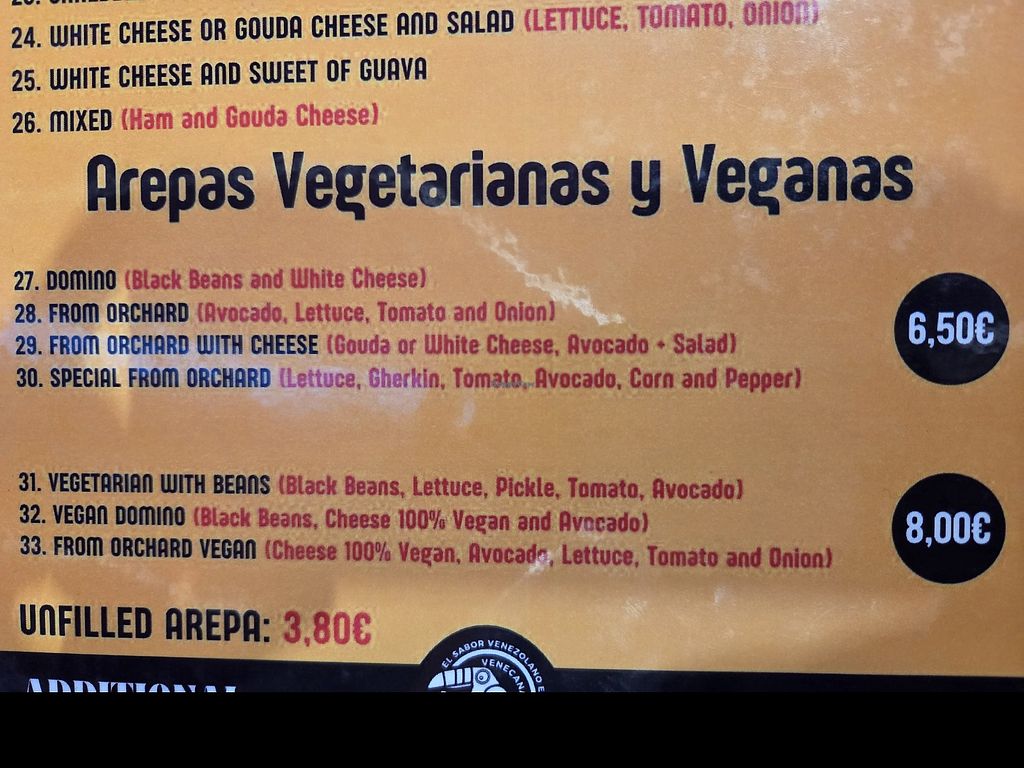 24. WHITE CHEESE OR GOUDA CHEESE AND SALAD (LETTUCE, TOMATO, ONION)
25. WHITE CHEESE AND SWEET OF GUAVA
26. MIXED (Ham and Gouda Cheese)
Arepas Vegetarianas y Veganas
27. DOMINO (Black Beans and White Cheese)
28. FROM ORCHARD (Avocado, Lettuce, Tomato and Onion)
29. FROM ORCHARD WITH CHEESE (Gouda or White Cheese, Avocado + Salad)
30. SPECIAL FROM ORCHARD (Lettuce, Gherkin, Tomato, Avocado, Corn and Pepper)
6,50€
31. VEGETARIAN WITH BEANS (Black Beans, Lettuce, Pickle, Tomato, Avocado)
32. VEGAN DOMINO (Black Beans, Cheese 100% Vegan and Avocado)
33. FROM ORCHARD VEGAN (Cheese 100% Vegan, Avocado, Lettuce, Tomato and Onion)
8,00€
UNFILLED AREPA: 3,80€
EL SABOR VENEZOLANO
ADDITIONAL